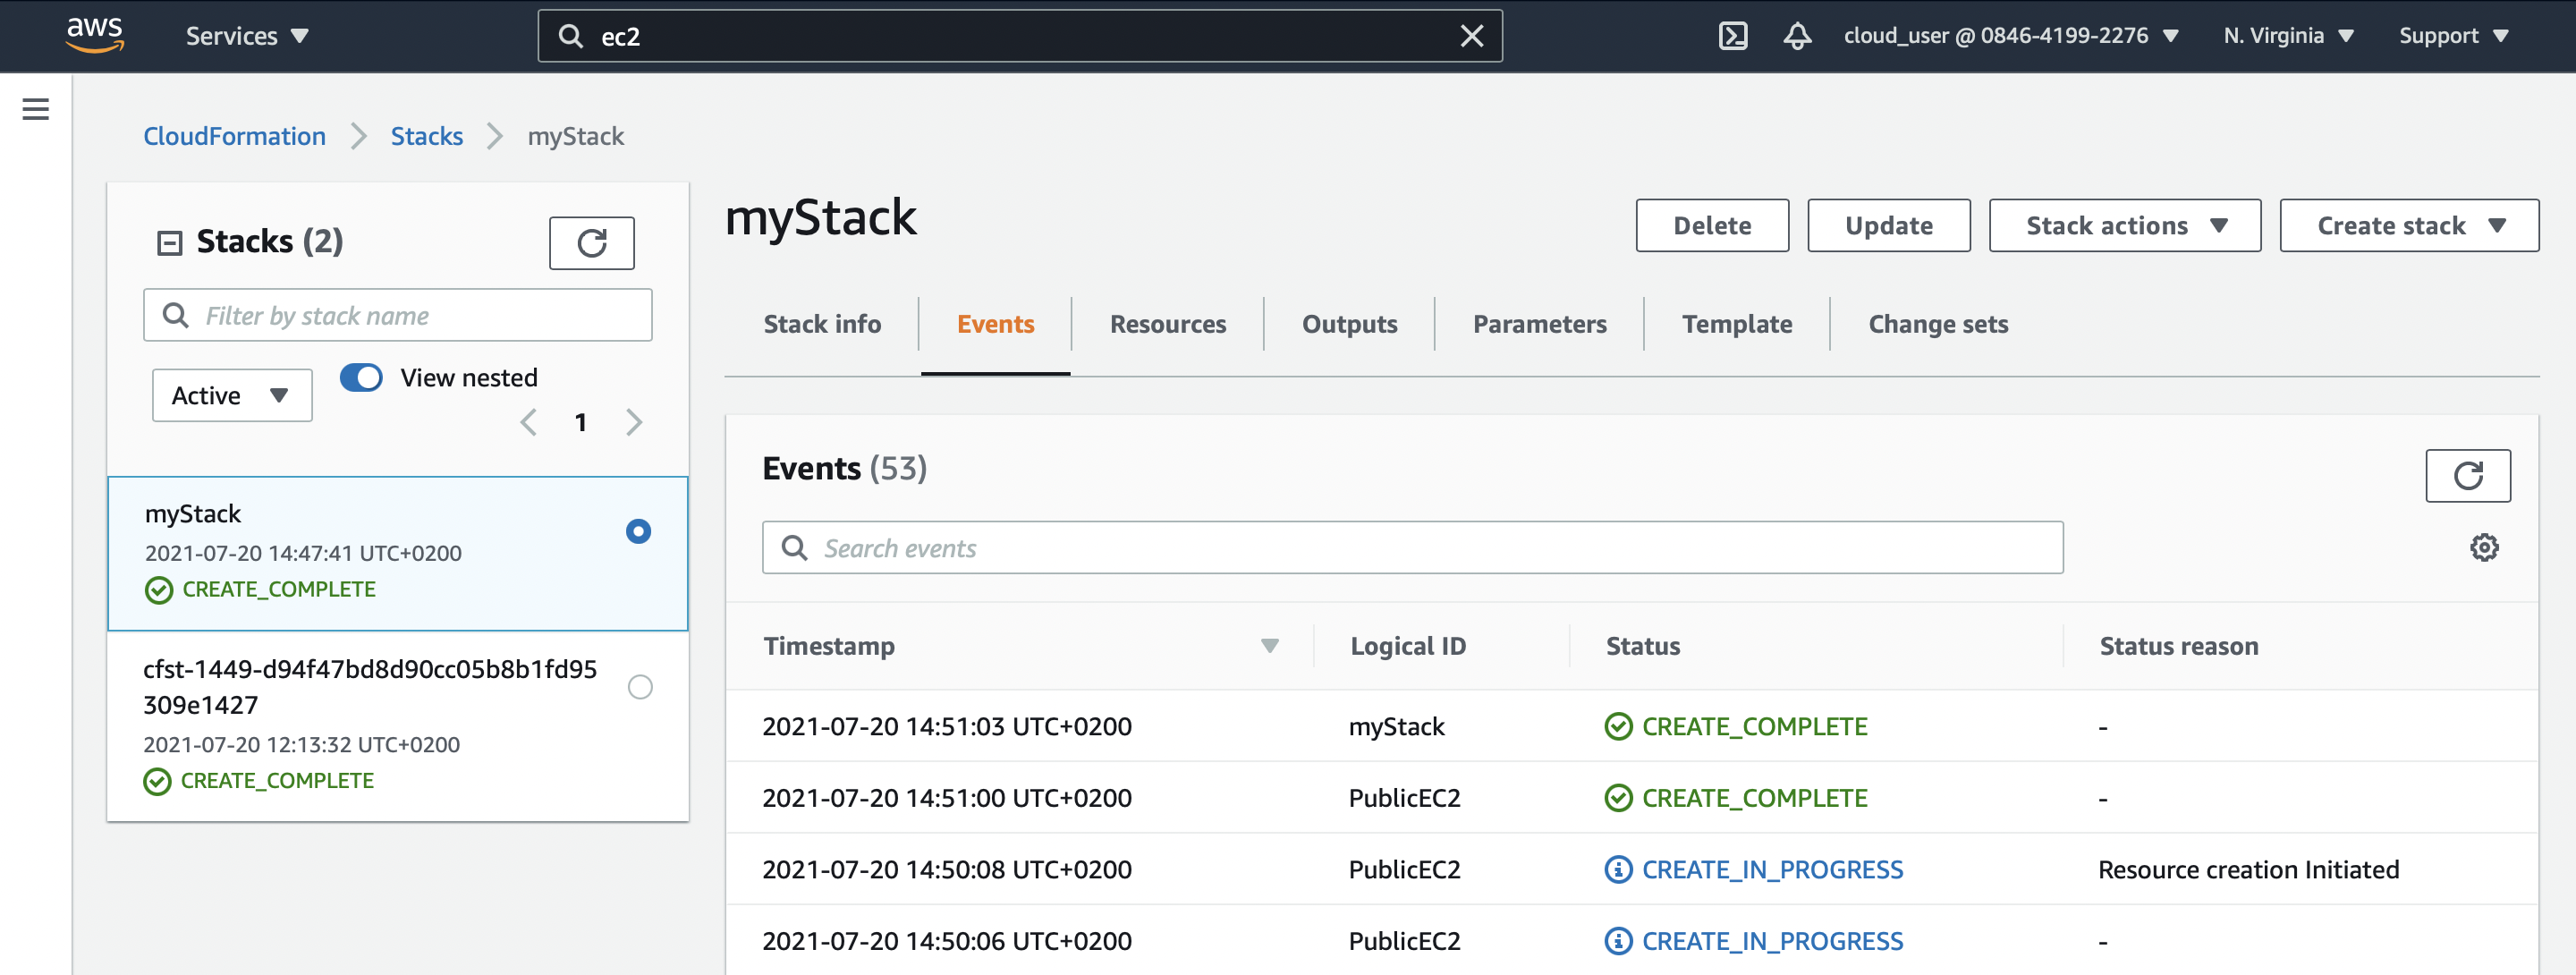 aws
Services
ec2
cloud_user @ 0846-4199-2276
N. Virginia
Support
CloudFormation
Stacks
myStack
Stacks (2)
Filter by stack name
Active
View nested
1
myStack
2021-07-20 14:47:41 UTC+0200
CREATE_COMPLETE
cfst-1449-d94f47bd8d90cc05b8b1fd95
309e1427
2021-07-20 12:13:32 UTC+0200
CREATE_COMPLETE
myStack
Delete
Update
Stack actions
Create stack
Stack info
Events
Resources
Outputs
Parameters
Template
Change sets
Events (53)
Search events
Timestamp Logical ID Status Status reason
2021-07-20 14:51:03 UTC+0200 myStack CREATE_COMPLETE -
2021-07-20 14:51:00 UTC+0200 PublicEC2 CREATE_COMPLETE -
2021-07-20 14:50:08 UTC+0200 PublicEC2 CREATE_IN_PROGRESS Resource creation Initiated
2021-07-20 14:50:06 UTC+0200 PublicEC2 CREATE_IN_PROGRESS -